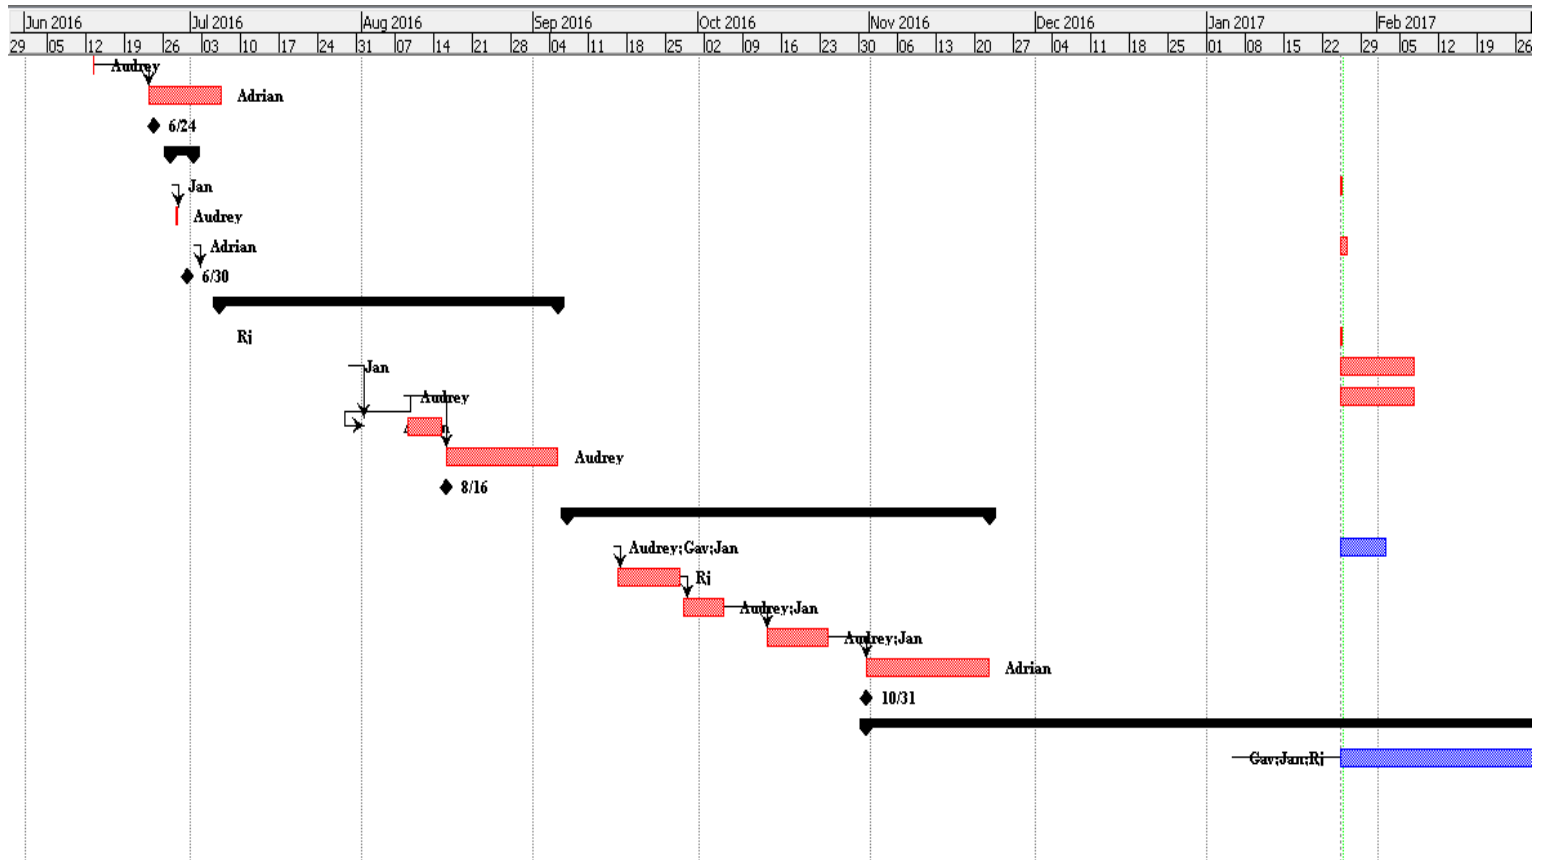 Jun 2016 Jul 2016 Aug 2016 Sep 2016 Oct 2016 Nov 2016 Dec 2016 Jan 2017 Feb 2017
29 05 12 19 26 03 10 17 24 31 07 14 21 28 04 11 18 25 02 09 16 23 30 06 13 20 27 04 11 18 25 01 08 15 22 29 05 12 19 26
Audrey
Adrian
6/24
Jan
Audrey
Adrian
6/30
Rj
Jan
Audrey
Audrey
8/16
Audrey;Gav;Jan
Rj
Audrey;Jan
Audrey;Jan
Adrian
10/31
Gav;Jan;Rj